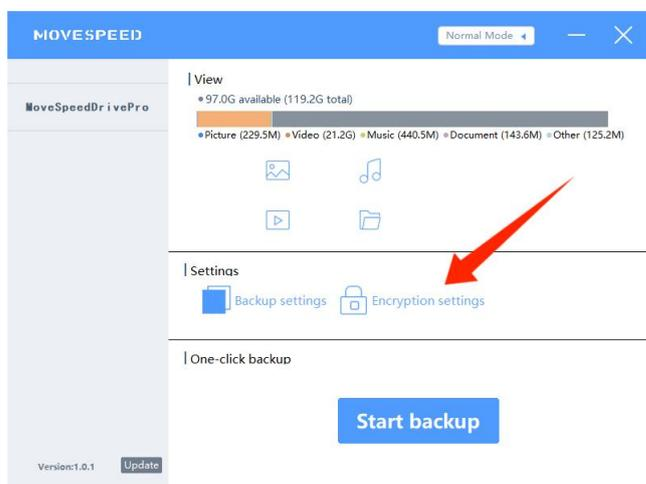 MOVESPEED
Normal Mode
MoveSpeedDrivePro
View
97.0G available (119.2G total)
Picture (229.5M) Video (21.2G) Music (440.5M) Document (143.6M) Other (125.2M)
Settings
Backup settings Encryption settings
One-click backup
Start backup
Version:1.0.1 Update